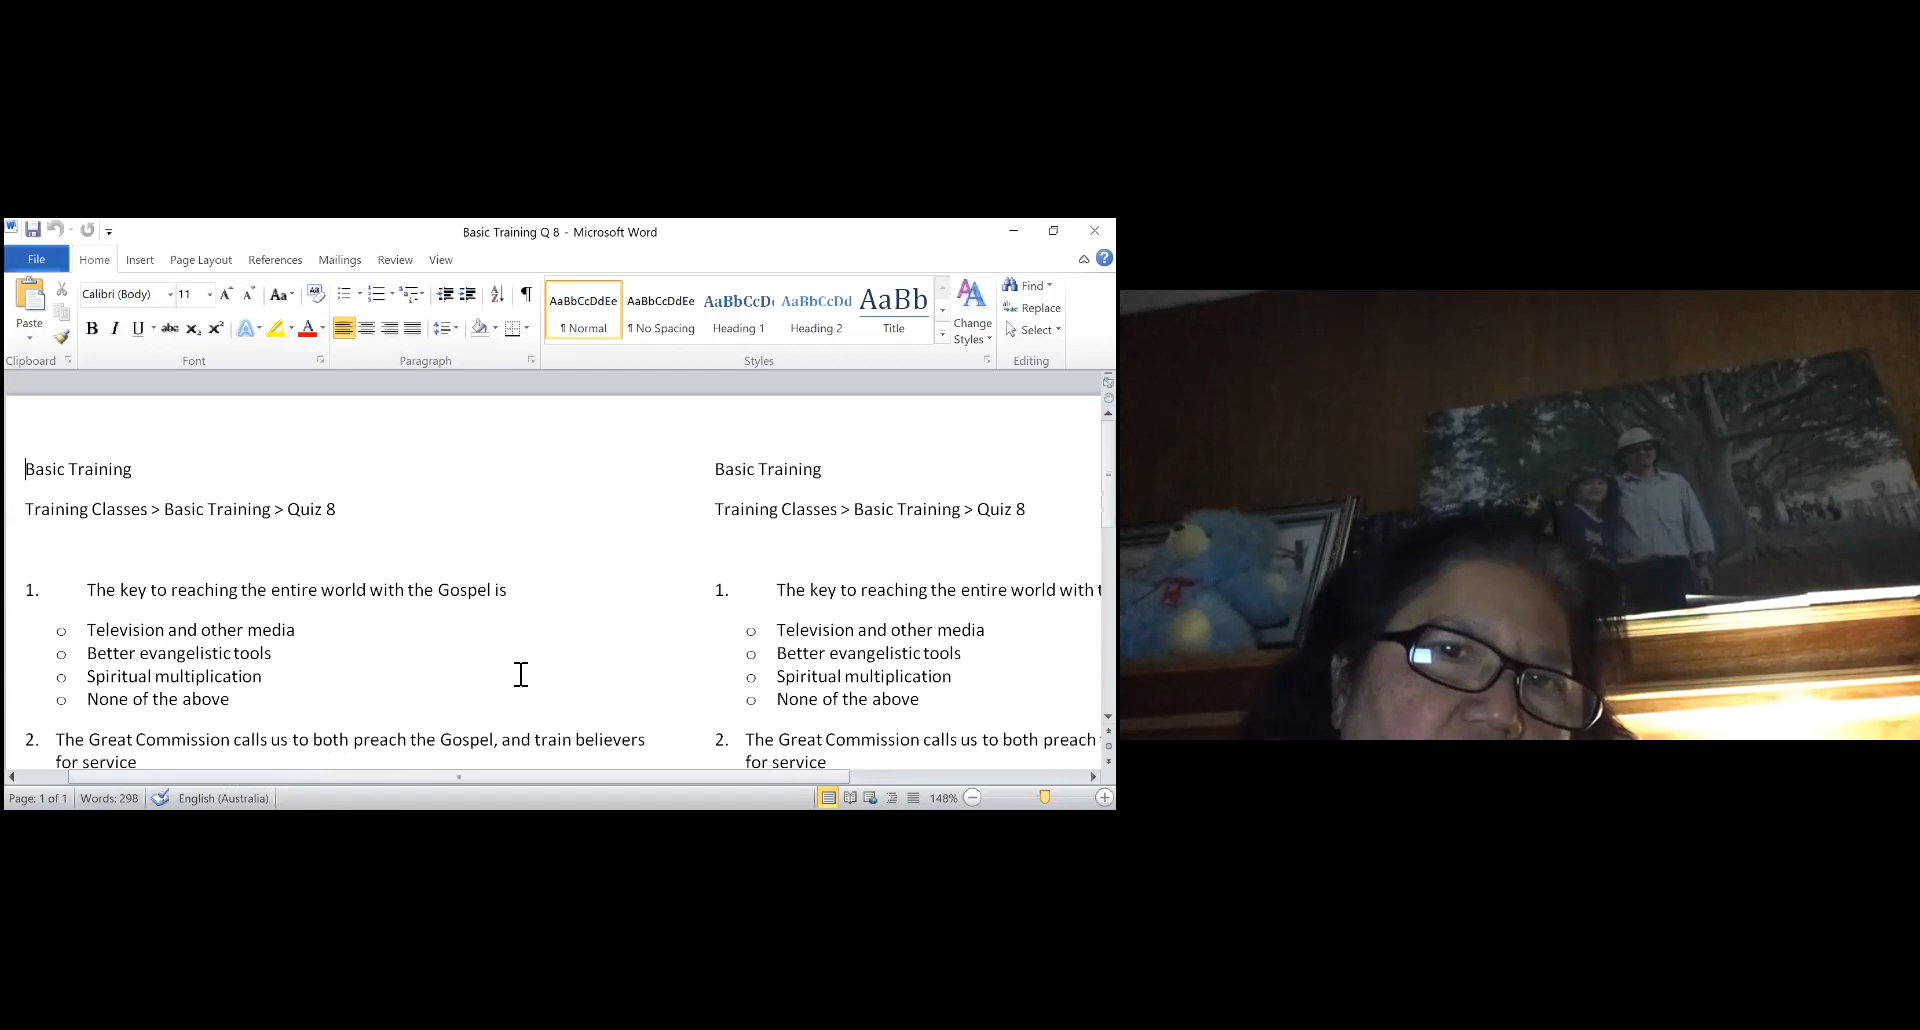 Basic Training Q 8 - Microsoft Word
File Home Insert Page Layout References Mailings Review View
Calibri (Body) 11
Paste
AaBbCcDdEe AaBbCcDdEe AaBbCcDc AaBbCcDd AaBb
¶ Normal ¶ No Spacing Heading 1 Heading 2 Title
Change
Styles
Find
Replace
Select
Clipboard Font Paragraph Styles Editing
Basic Training
Training Classes > Basic Training > Quiz 8
1. The key to reaching the entire world with the Gospel is
o Television and other media
o Better evangelistic tools
o Spiritual multiplication
o None of the above
2. The Great Commission calls us to both preach the Gospel, and train believers
for service
Basic Training
Training Classes > Basic Training > Quiz 8
1. The key to reaching the entire world with
o Television and other media
o Better evangelistic tools
o Spiritual multiplication
o None of the above
2. The Great Commission calls us to both preach
for service
Page: 1 of 1 Words: 298 English (Australia) 148%